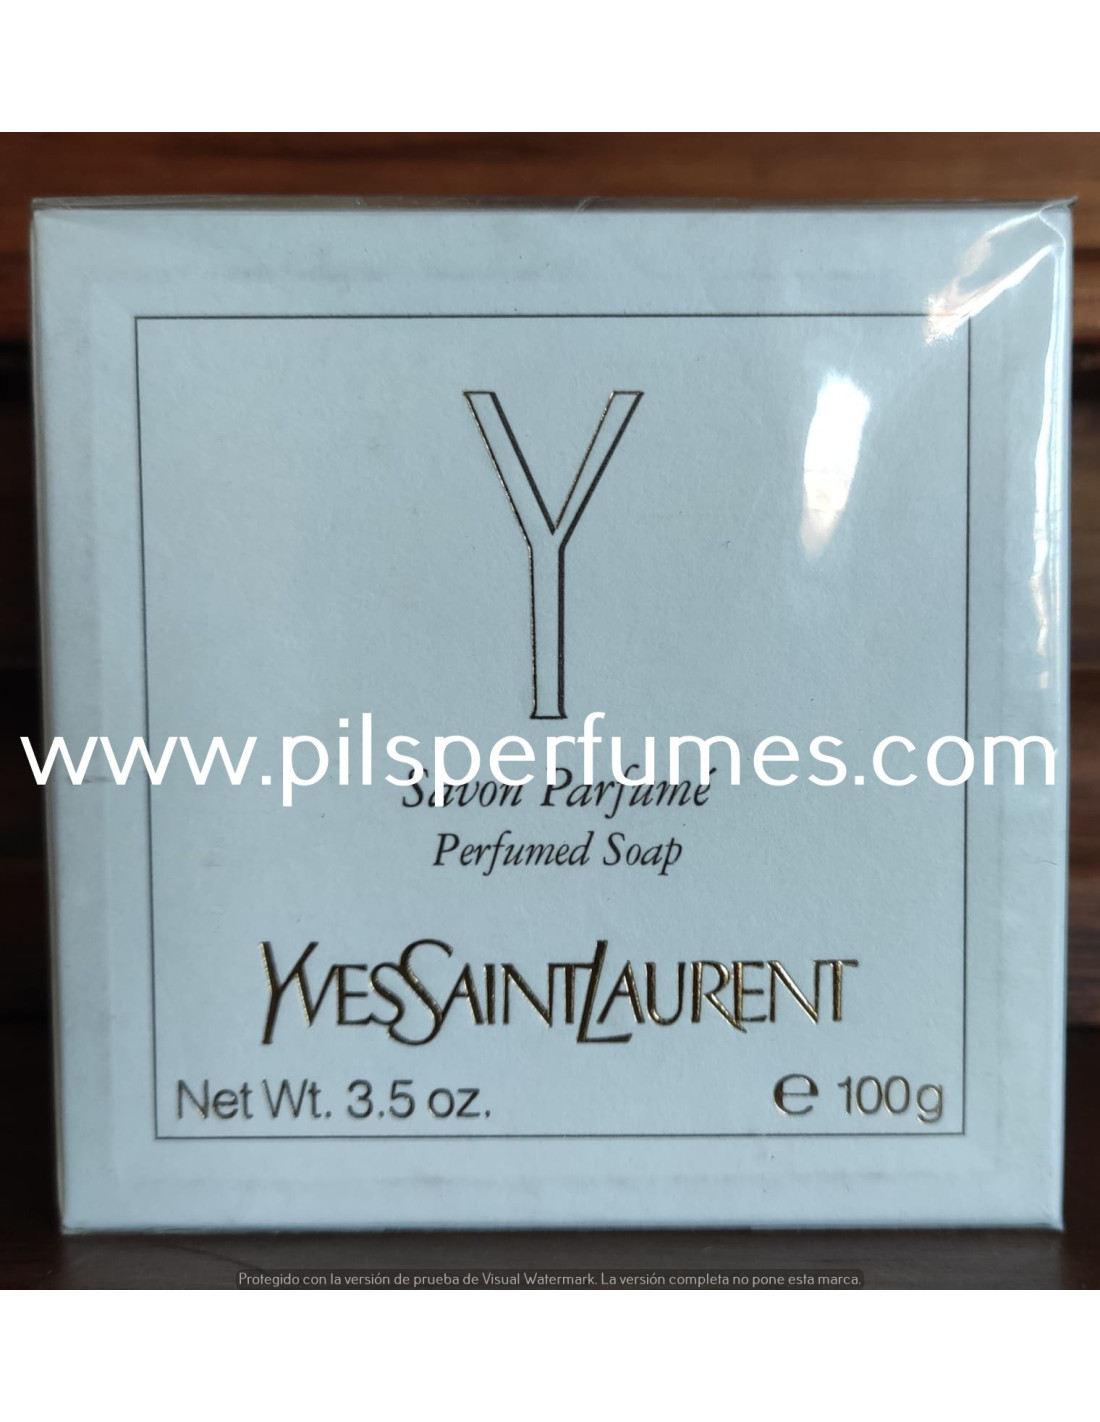 Y
www.pilsperfumes.com
Savon Parfumé
Perfumed Soap
YVESSAINTLAURENT
Net Wt. 3.5 oz.
℮ 100g
Protegido con la versión de prueba de Visual Watermark. La versión completa no pone esta marca.